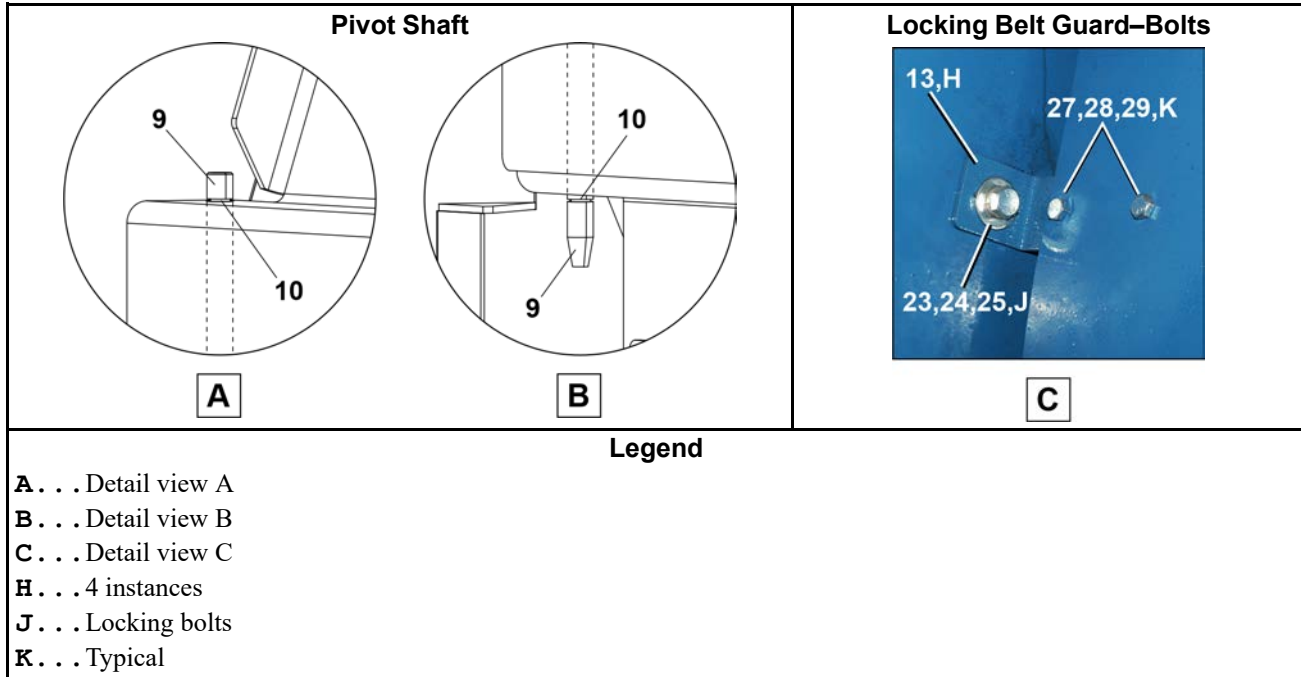 Pivot Shaft
Locking Belt Guard–Bolts
9
10
A
10
9
B
13,H
27,28,29,K
23,24,25,J
C
Legend
A...Detail view A
B...Detail view B
C...Detail view C
H...4 instances
J...Locking bolts
K...Typical